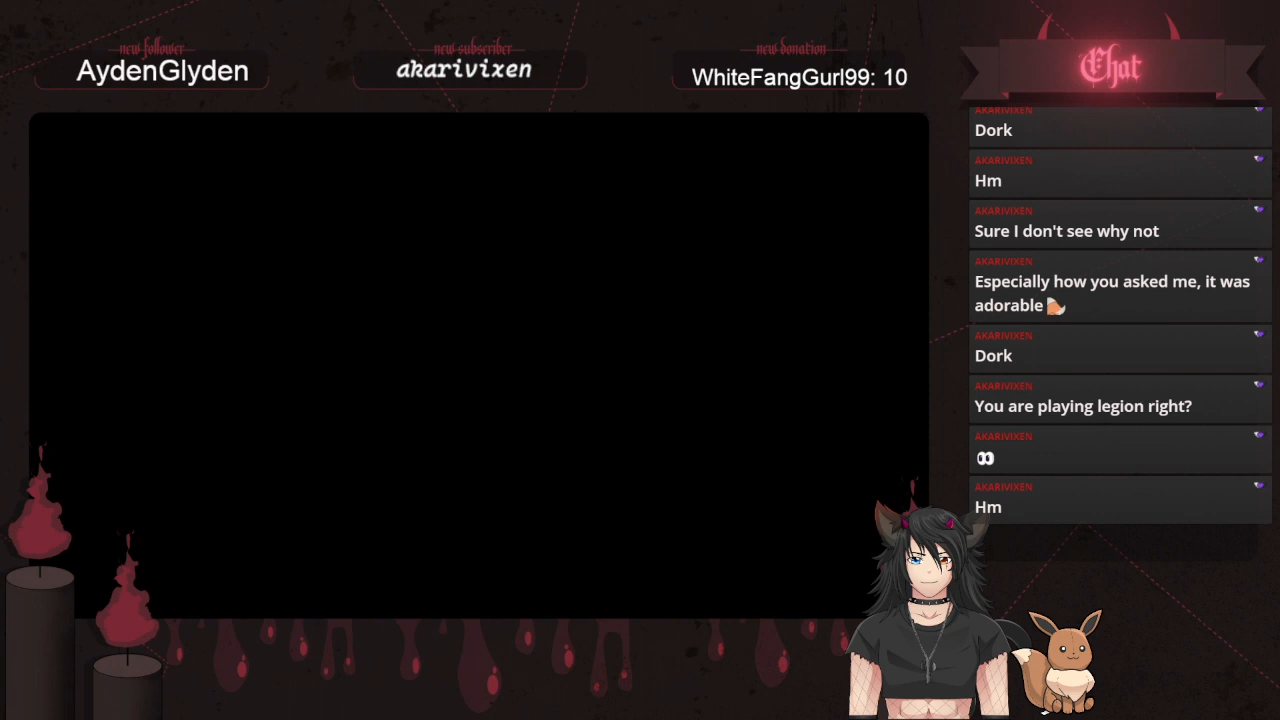 new follower
AydenGlyden
new subscriber
akarivixen
new donation
WhiteFangGurl99: 10
Chat
AKARIVIXEN
Dork
AKARIVIXEN
Hm
AKARIVIXEN
Sure I don't see why not
AKARIVIXEN
Especially how you asked me, it was
adorable
AKARIVIXEN
Dork
AKARIVIXEN
You are playing legion right?
AKARIVIXEN
AKARIVIXEN
Hm